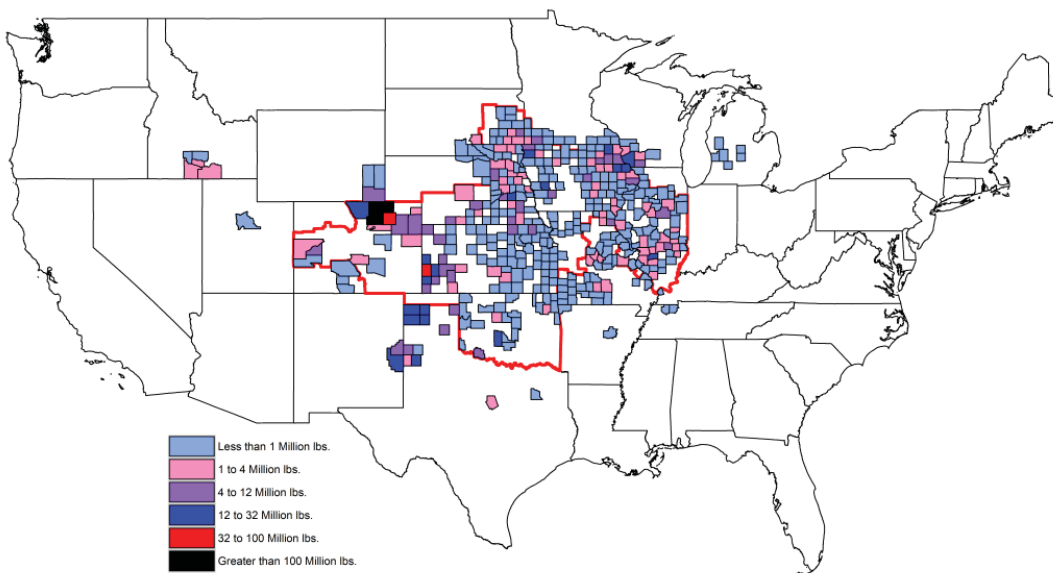 Less than 1 Million lbs.
1 to 4 Million lbs.
4 to 12 Million lbs.
12 to 32 Million lbs.
32 to 100 Million lbs.
Greater than 100 Million lbs.